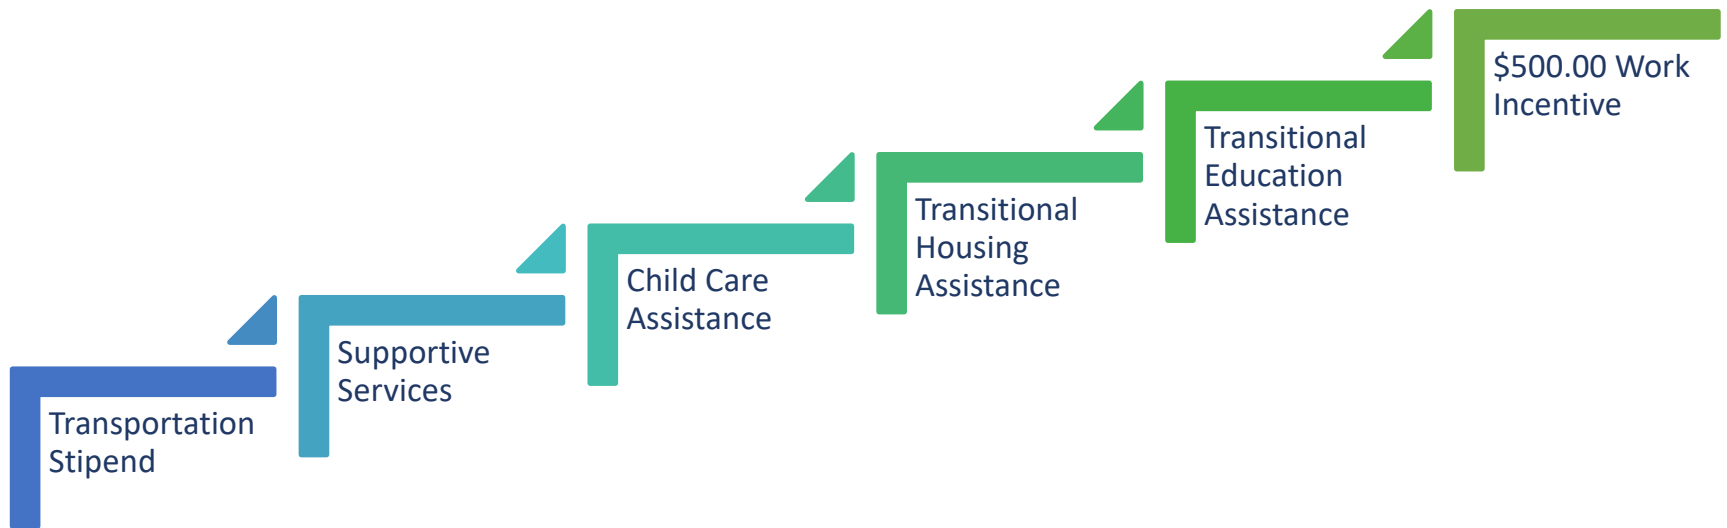 Transportation
Stipend
Supportive
Services
Child Care
Assistance
Transitional
Housing
Assistance
Transitional
Education
Assistance
$500.00 Work
Incentive